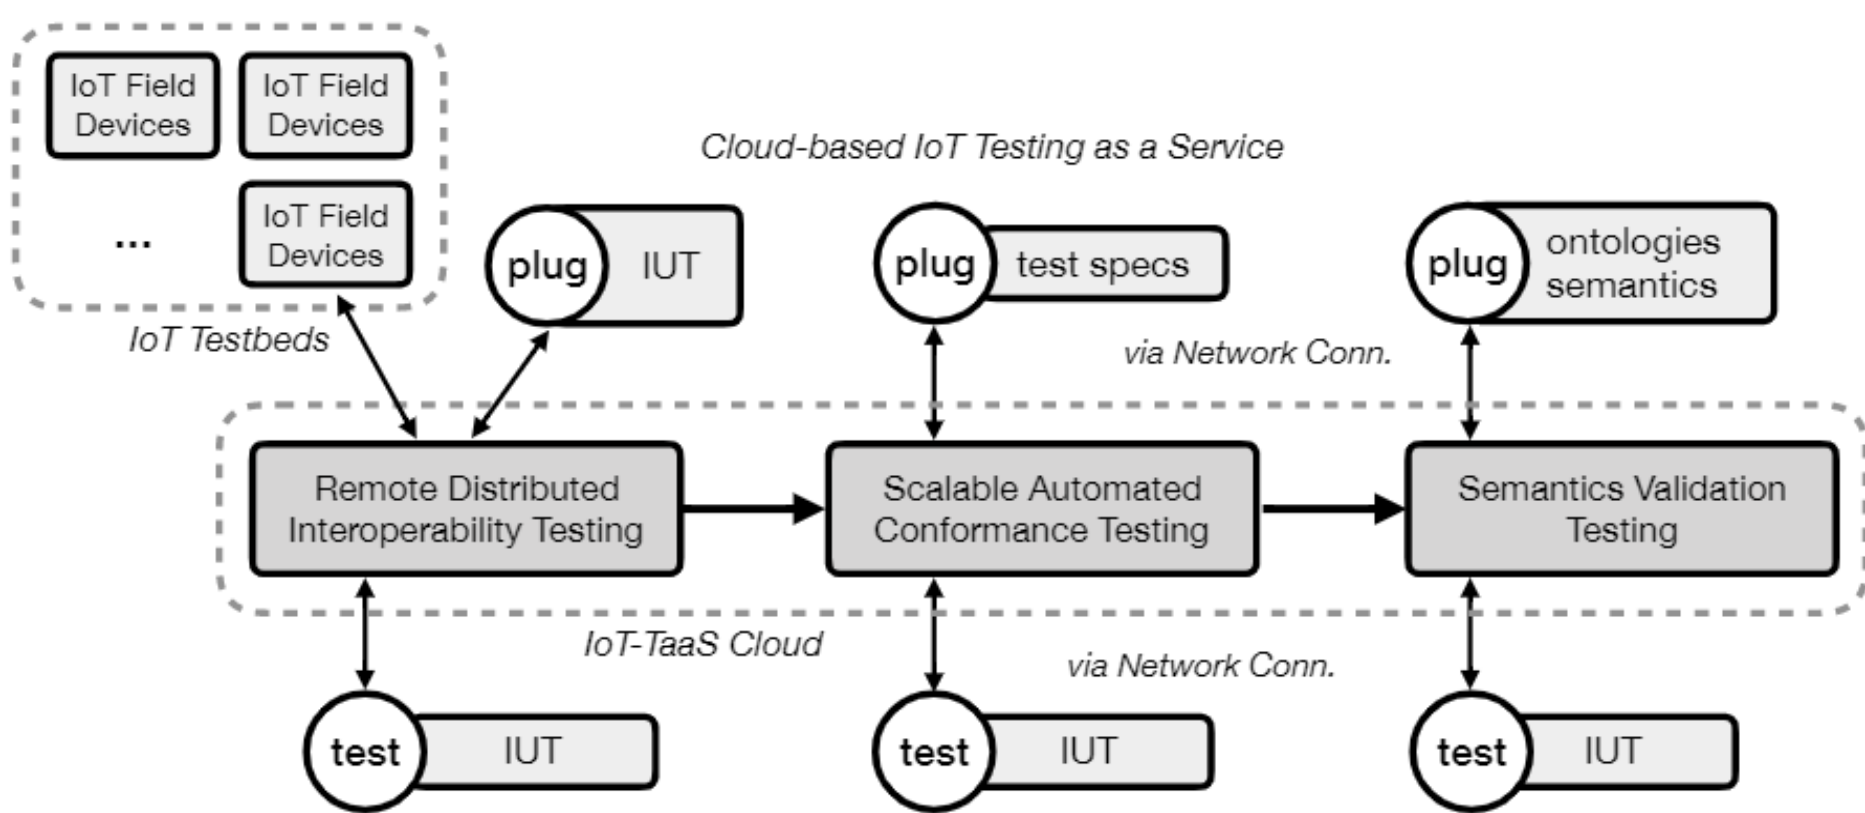 IoT Field
Devices
IoT Field
Devices
IoT Field
Devices
...
IoT Testbeds
Cloud-based IoT Testing as a Service
plug
IUT
plug
test specs
plug
ontologies
semantics
via Network Conn.
Remote Distributed
Interoperability Testing
Scalable Automated
Conformance Testing
Semantics Validation
Testing
IoT-TaaS Cloud
via Network Conn.
test
IUT
test
IUT
test
IUT